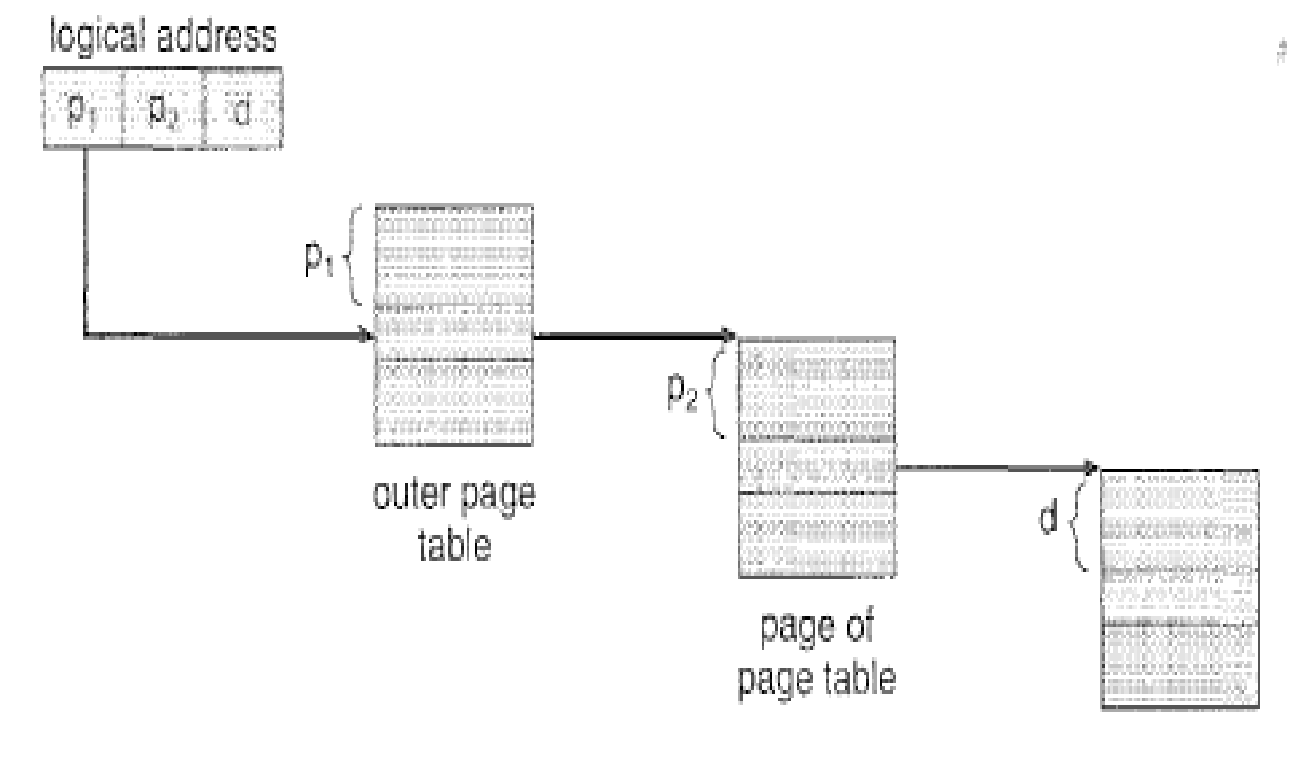 logical address
p₁ p₂ d
p₁
outer page
table
p₂
page of
page table
d